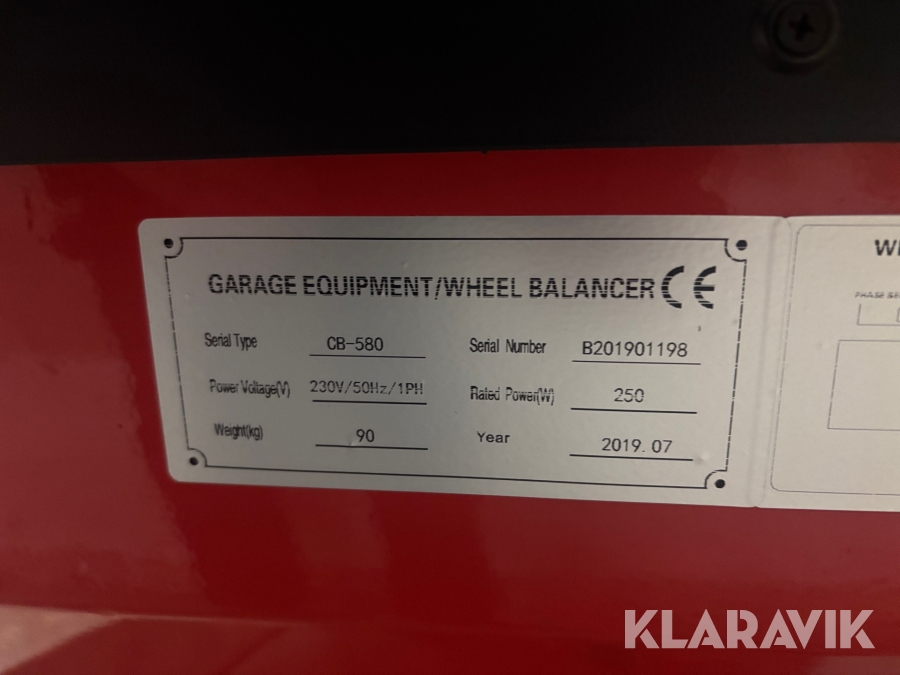 GARAGE EQUIPMENT/WHEEL BALANCER CE
Serial Type CB-580 Serial Number B201901198
Power Voltage(V) 230V/50Hz/1PH Rated Power(W) 250
Weight(kg) 90 Year 2019.07
KLARAVIK